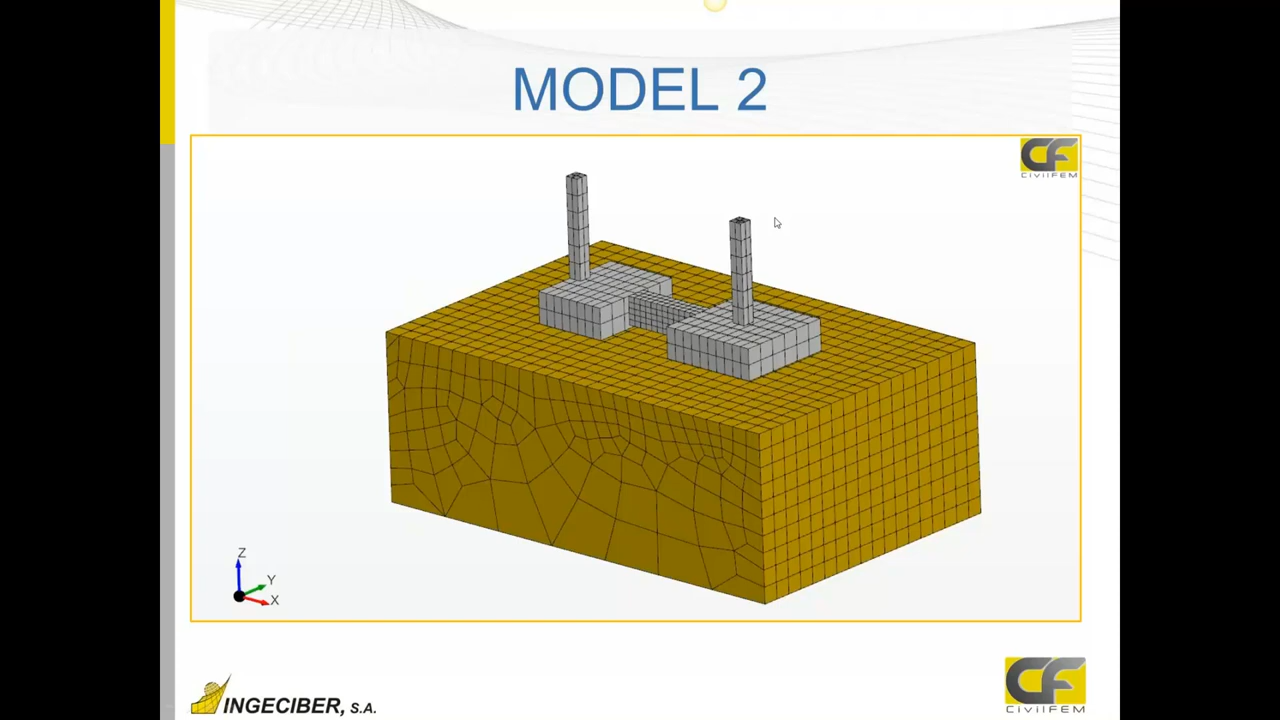 MODEL 2
CF
CivilFEM
Z
Y
X
INGECIBER, S.A.
CF
CivilFEM